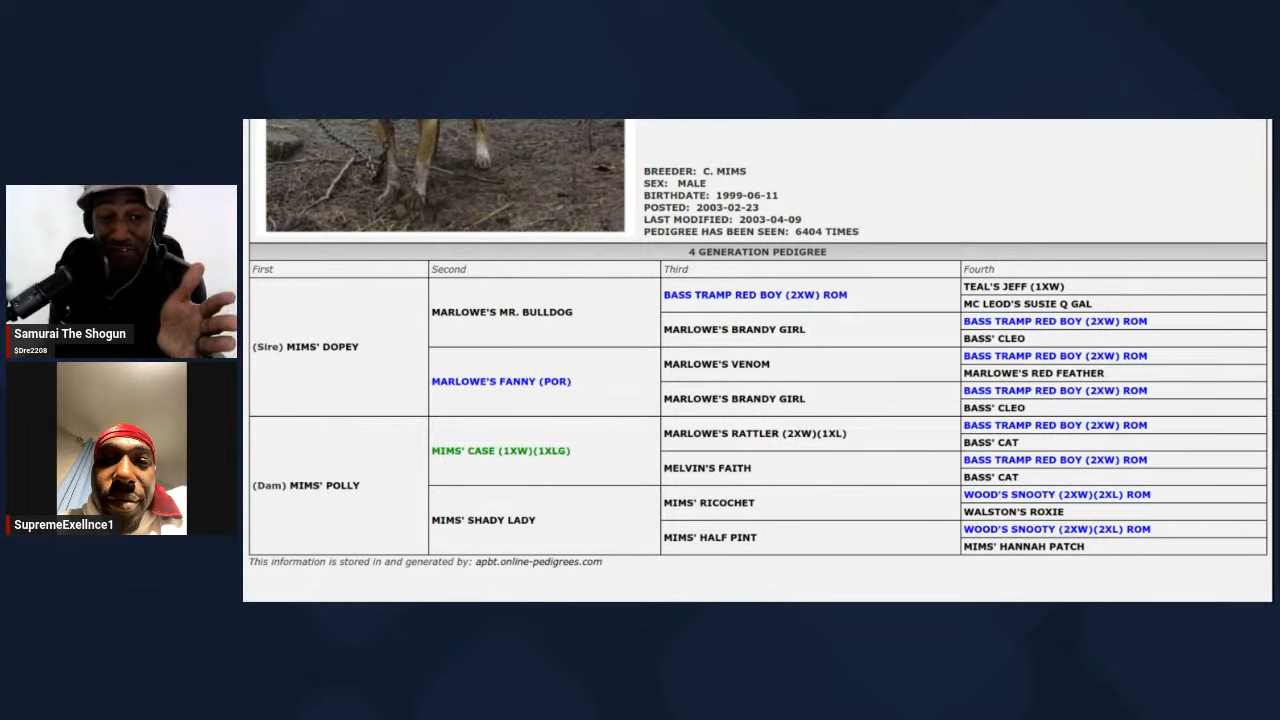 Samurai The Shogun
$Dre2208
SupremeExellnce1
BREEDER: C. MIMS
SEX: MALE
BIRTHDATE: 1999-06-11
POSTED: 2003-02-23
LAST MODIFIED: 2003-04-09
PEDIGREE HAS BEEN SEEN: 6404 TIMES
4 GENERATION PEDIGREE
First
Second
Third
Fourth
(Sire) MIMS' DOPEY
MARLOWE'S MR. BULLDOG
BASS TRAMP RED BOY (2XW) ROM
TEAL'S JEFF (1XW)
MC LEOD'S SUSIE Q GAL
MARLOWE'S BRANDY GIRL
BASS TRAMP RED BOY (2XW) ROM
BASS' CLEO
MARLOWE'S FANNY (POR)
MARLOWE'S VENOM
BASS TRAMP RED BOY (2XW) ROM
MARLOWE'S RED FEATHER
MARLOWE'S BRANDY GIRL
BASS TRAMP RED BOY (2XW) ROM
BASS' CLEO
(Dam) MIMS' POLLY
MIMS' CASE (1XW)(1XLG)
MARLOWE'S RATTLER (2XW)(1XL)
BASS TRAMP RED BOY (2XW) ROM
BASS' CAT
MELVIN'S FAITH
BASS TRAMP RED BOY (2XW) ROM
BASS' CAT
MIMS' SHADY LADY
MIMS' RICOCHET
WOOD'S SNOOTY (2XW)(2XL) ROM
WALSTON'S ROXIE
MIMS' HALF PINT
WOOD'S SNOOTY (2XW)(2XL) ROM
MIMS' HANNAH PATCH
This information is stored in and generated by: apbt.online-pedigrees.com